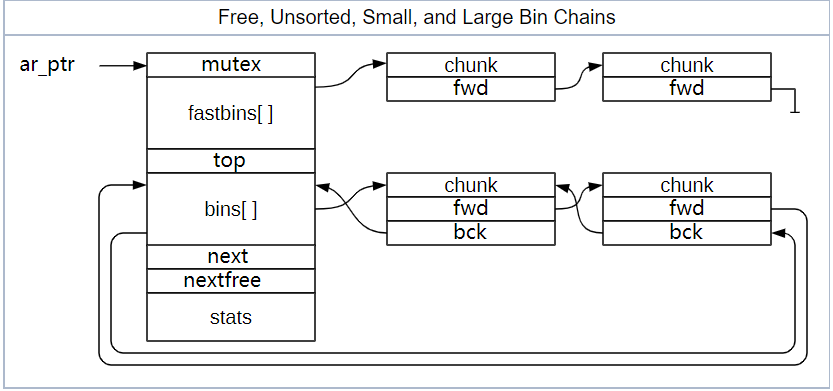 Free, Unsorted, Small, and Large Bin Chains
ar_ptr
mutex
chunk
chunk
fwd
fwd
fastbins[ ]
top
chunk
chunk
bins[ ]
fwd
fwd
bck
bck
next
nextfree
stats